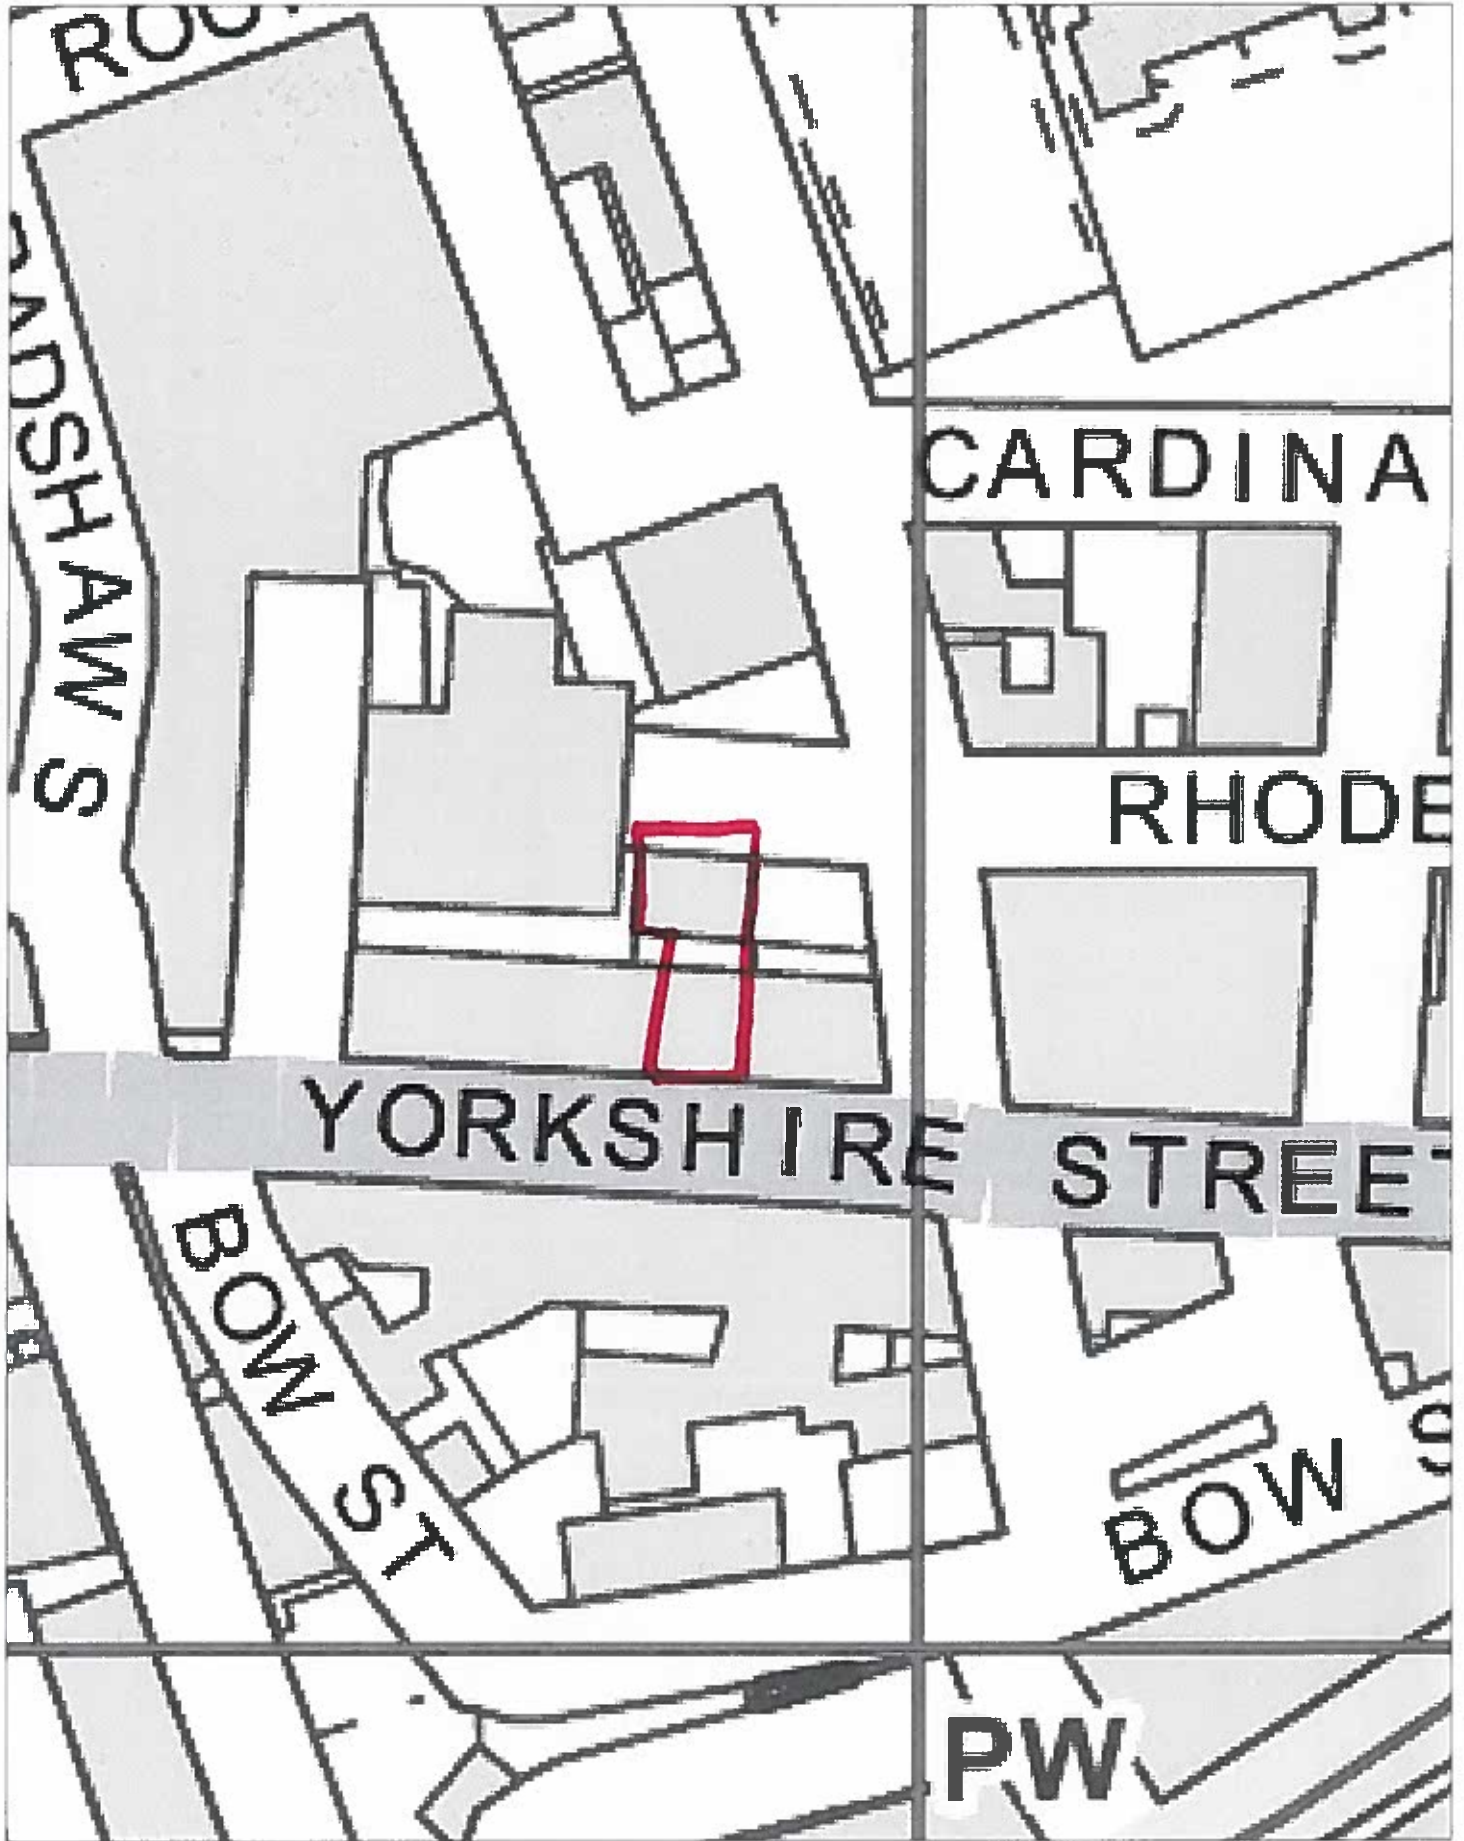 CARDINA
RHODE
YORKSHIRE STREET
BOW ST
BOW S
PW